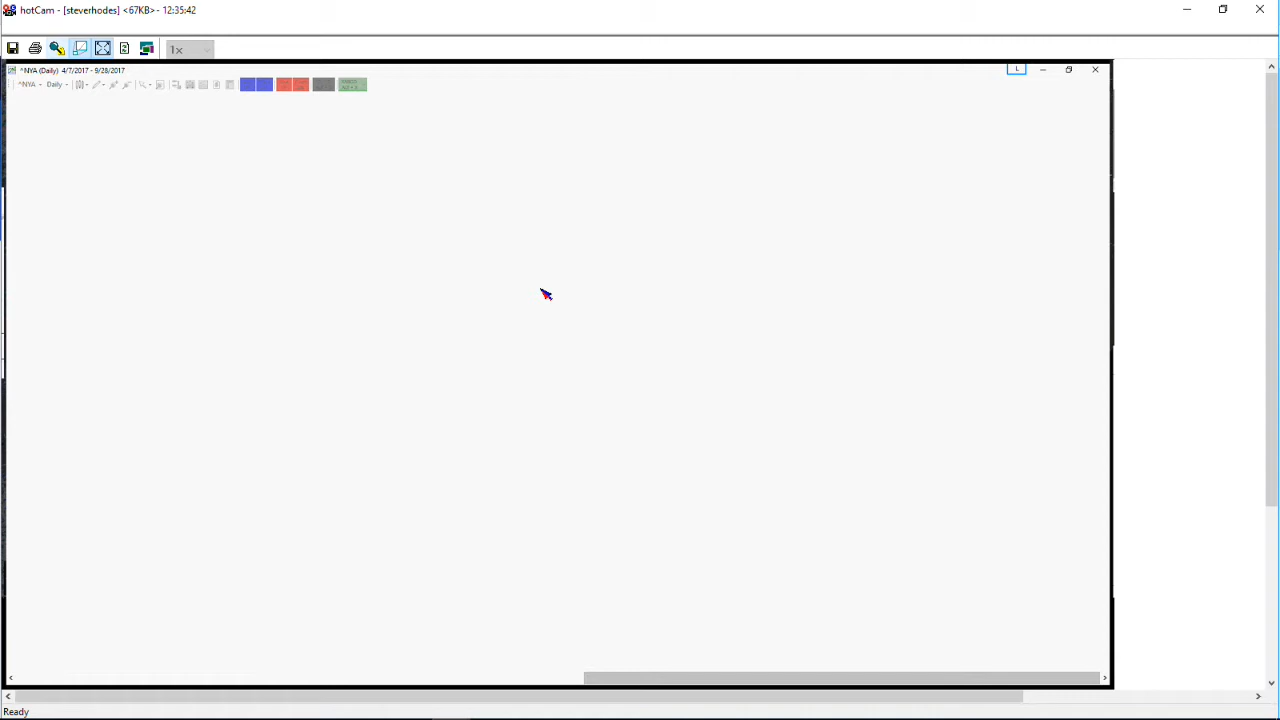 hotCam - [steverhodes] <67KB> - 12:35:42
1x
^NYA (Daily) 4/7/2017 - 9/28/2017
L
^NYA Daily
Ready